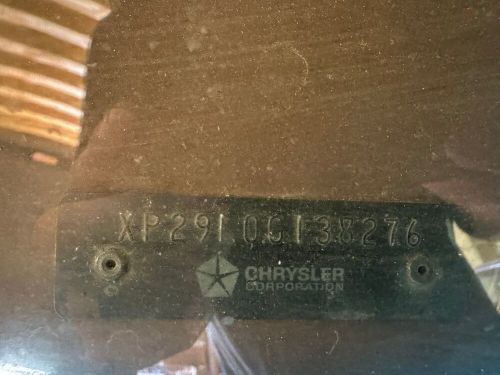 XP29L0G138276
CHRYSLER
CORPORATION